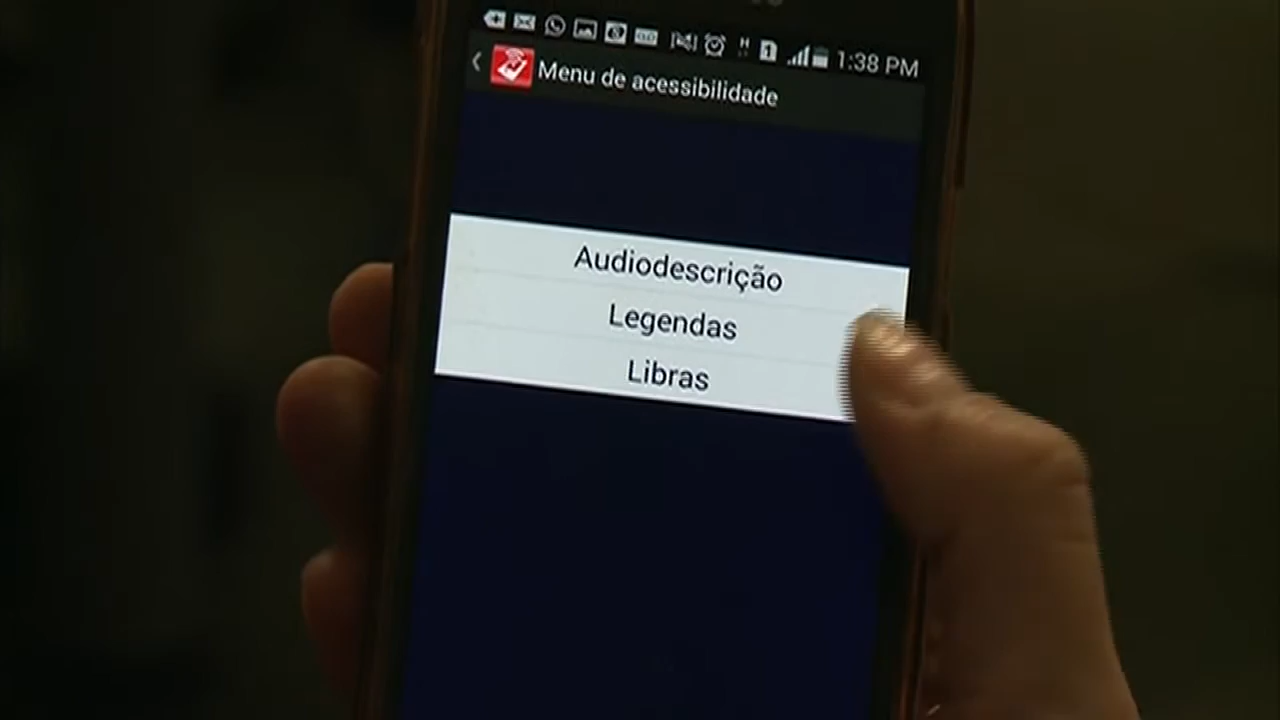 1:38 PM
Menu de acessibilidade
Audiodescrição
Legendas
Libras